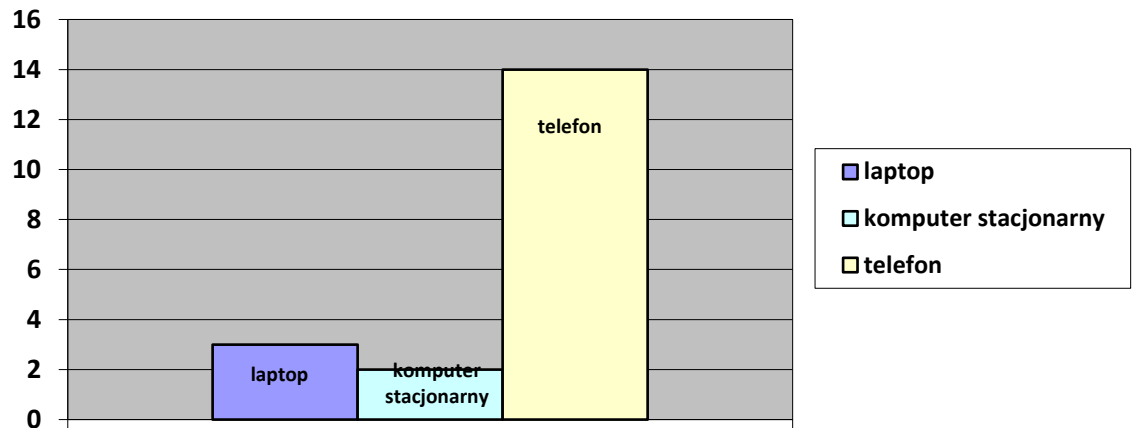 16
14
12
10
8
6
4
2
0
telefon
laptop
komputer
stacjonarny
laptop
komputer stacjonarny
telefon